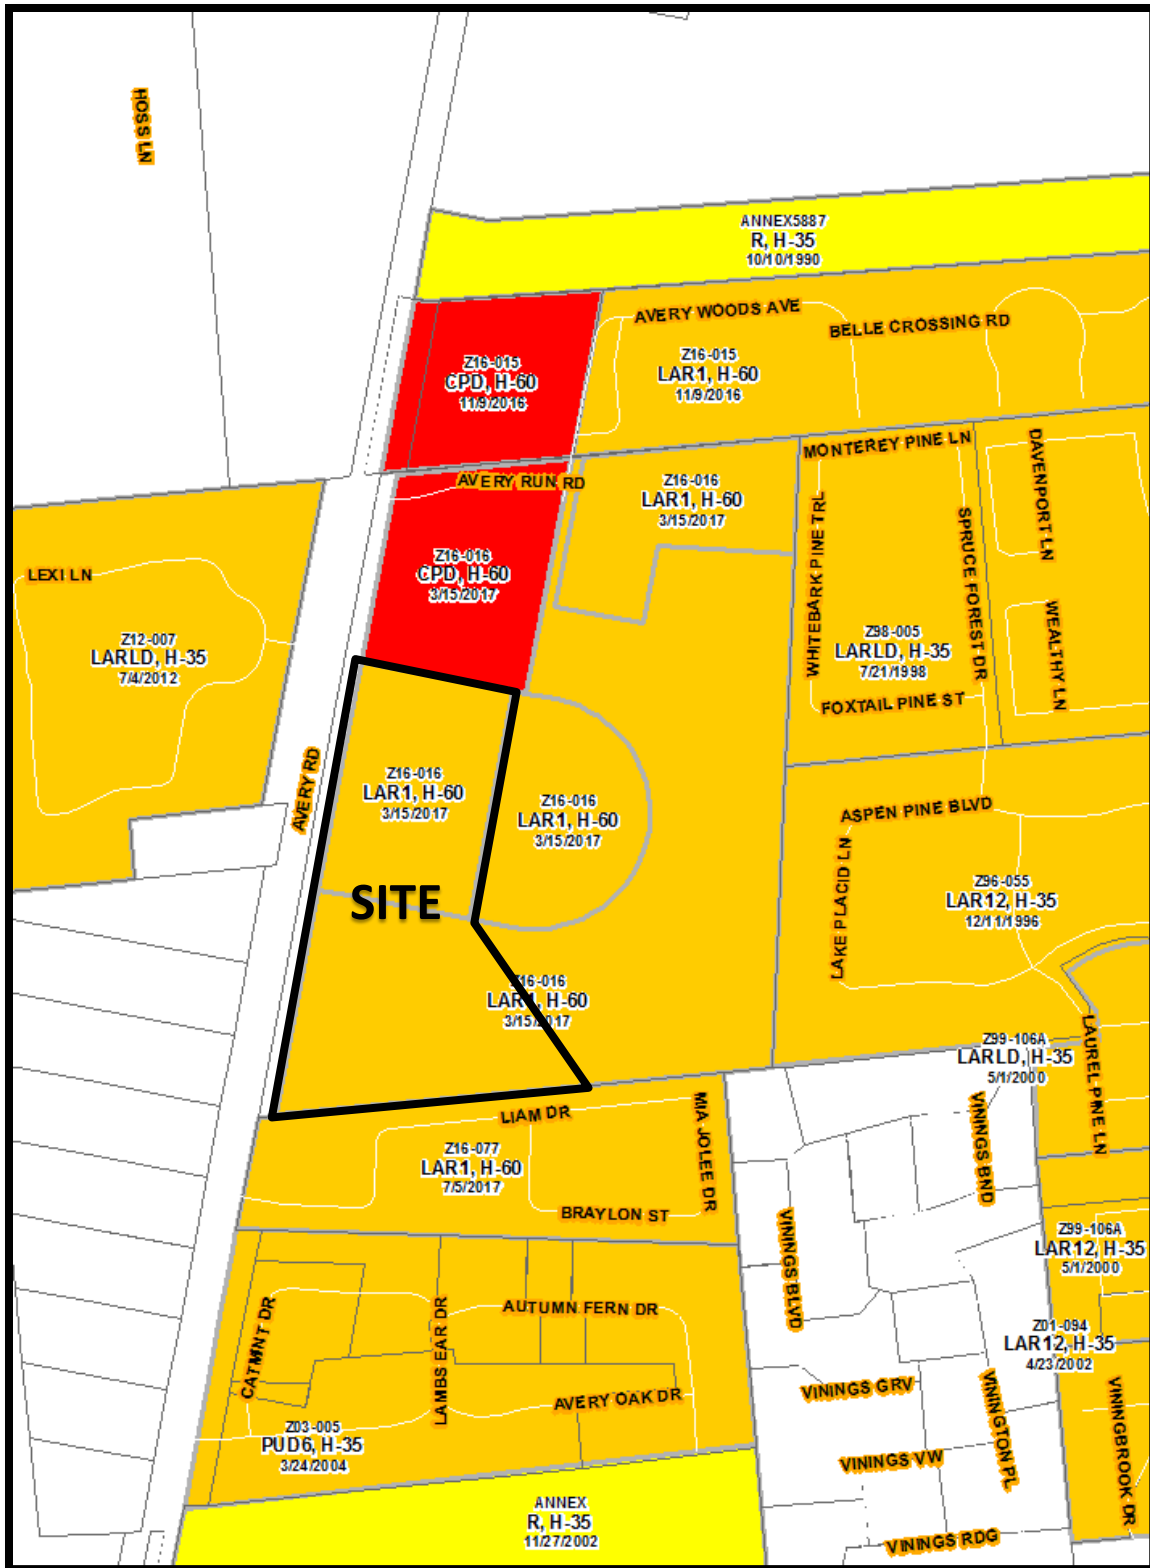 HOSS LN
ANNEX5887
R, H-35
10/10/1990
AVERY WOODS AVE
BELLE CROSSING RD
Z16-015
CPD, H-60
11/9/2016
Z16-015
LAR1, H-60
11/9/2016
MONTEREY PINE LN
DAVENPORT LN
AVERY RUN RD
Z16-016
LAR1, H-60
3/15/2017
WHITEBARK PINE TRL
SPRUCE FOREST DR
LEXI LN
Z16-016
CPD, H-60
3/15/2017
WEALTHY LN
Z12-007
LARLD, H-35
7/4/2012
Z98-005
LARLD, H-35
7/21/1998
FOXTAIL PINE ST
AVERY RD
Z16-016
LAR1, H-60
3/15/2017
Z16-016
LAR1, H-60
3/15/2017
ASPEN PINE BLVD
LAKE PLACID LN
SITE
Z96-055
LAR12, H-35
12/11/1996
Z16-016
LAR1, H-60
3/15/2017
Z99-106A
LARLD, H-35
5/1/2000
LAUREL PINE LN
LIAM DR
MIA JOLEE DR
VININGS BND
Z16-077
LAR1, H-60
7/5/2017
BRAYLON ST
VININGS BLVD
Z99-106A
LAR12, H-35
5/1/2000
CATMNT DR
LAMBS EAR DR
AUTUMN FERN DR
Z01-094
LAR12, H-35
4/23/2002
AVERY OAK DR
VININGS GRV
VININGTON PL
VININGBROOK DR
Z03-005
PUD6, H-35
3/24/2004
VININGS VW
ANNEX
R, H-35
11/27/2002
VININGS RDG